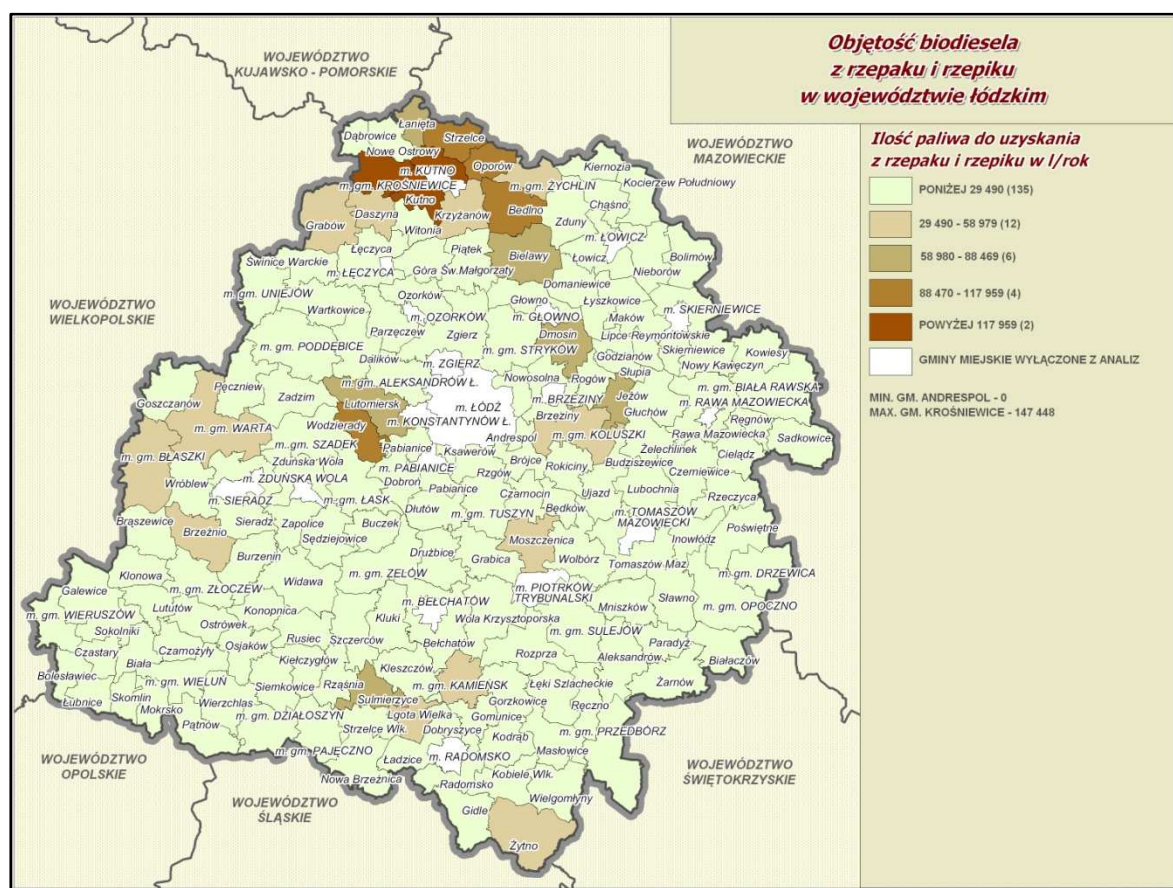 WOJEWÓDZTWO
KUJAWSKO - POMORSKIE
Objętość biodiesela
z rzepaku i rzepiku
w województwie łódzkim
WOJEWÓDZTWO
MAZOWIECKIE
Ilość paliwa do uzyskania
z rzepaku i rzepiku w l/rok
PONIŻEJ 29 490 (135)
29 490 - 58 979 (12)
58 980 - 88 469 (6)
88 470 - 117 959 (4)
POWYŻEJ 117 959 (2)
GMINY MIEJSKIE WYŁĄCZONE Z ANALIZ
MIN. GM. ANDRESPOL - 0
MAX. GM. KROŚNIEWICE - 147 448
Łanięta
Dąbrowice
Strzelce
Nowe Ostrowy
Oporów
m. KUTNO
Kiernozia
m. gm. KROŚNIEWICE
m. gm. ŻYCHLIN
Kocierzew Południowy
Kutno
Bedlno
Chąśno
Daszyna
Krzyżanów
Zduny
Grabów
Witonia
m. ŁOWICZ
Łęczyca
Piątek
Bielawy
Łowicz
Bolimów
Świnice Warckie
m. ŁĘCZYCA
Góra Św.Małgorzaty
Nieborów
Domaniewice
m. gm. UNIEJÓW
Ozorków
Głowno
Łyszkowice
WOJEWÓDZTWO
WIELKOPOLSKIE
Wartkowice
m. OZORKÓW
m. GŁOWNO
Maków
m. SKIERNIEWICE
Parzęczew
Zgierz
Dmosin
Lipce Reymontowskie
m. gm. PODDĘBICE
m. gm. STRYKÓW
Skierniewice
Kowiesy
Dalików
m. ZGIERZ
Godzianów
Nowy Kawęczyn
Pęczniew
m. gm. ALEKSANDRÓW Ł.
Nowosolna
Rogów
Słupia
Goszczanów
Zadzim
Lutomiersk
m. ŁÓDŹ
m. BRZEZINY
Jeżów
m. gm. BIAŁA RAWSKA
m. RAWA MAZOWIECKA
m. gm. WARTA
Wodzierady
m. KONSTANTYNÓW Ł.
Brzeziny
Głuchów
Regnów
m. gm. SZADEK
Pabianice
Andrespol
m. gm. KOLUSZKI
Rawa Mazowiecka
Sadkowice
m. gm. BŁASZKI
Zduńska Wola
Ksawerów
Żelechlinek
Cielądz
Wróblew
m. ZDUŃSKA WOLA
m. PABIANICE
Brójce
Rokiciny
Budziszewice
Czerniewice
m. SIERADZ
Dobroń
Rzgów
m. gm. ŁASK
Pabianice
Czarnocin
Ujazd
Lubochnia
Rzeczyca
Braszewice
Sieradz
Zapolice
Buczek
Dłutów
m. gm. TUSZYN
Będków
m. TOMASZÓW
MAZOWIECKI
Brzeźnio
Sędziejowice
Moszczenica
Poświętne
Burzenin
Drużbice
Grabica
Wolbórz
Inowłódz
Klonowa
Tomaszów Maz.
Galewice
m. gm. ZŁOCZEW
Widawa
m. gm. ZELÓW
m. PIOTRKÓW
TRYBUNALSKI
m. gm. DRZEWICA
m. gm. WIERUSZÓW
Lututów
Konopnica
m. BEŁCHATÓW
Mniszków
Sławno
m. gm. OPOCZNO
Sokolniki
Ostrówek
Kluki
Wola Krzysztoporska
Czastary
Osjaków
Rusiec
Szczerców
Bełchatów
m. gm. SULEJÓW
Paradyż
Biała
Czarnożyły
Kiełczygłów
Rozprza
Aleksandrów
Białaczów
Bolesławiec
m. gm. WIELUŃ
Kleszczów
Skomlin
Siemkowice
Rząśnia
m. gm. KAMIEŃSK
Łęki Szlacheckie
Żarnów
Łubnice
Mokrsko
Wierzchlas
Sulmierzyce
Gorzkowice
Ręczno
Pątnów
m. gm. DZIAŁOSZYN
Lgota Wielka
Gomunice
Strzelce Wlk.
Dobryszyce
Kodrąb
m. gm. PRZEDBÓRZ
m. gm. PAJĘCZNO
Ładzice
m. RADOMSKO
Masłowice
WOJEWÓDZTWO
OPOLSKIE
Nowa Brzeźnica
Radomsko
Kobiele Wlk.
WOJEWÓDZTWO
ŚWIĘTOKRZYSKIE
WOJEWÓDZTWO
ŚLĄSKIE
Gidle
Wielgomłyny
Żytno